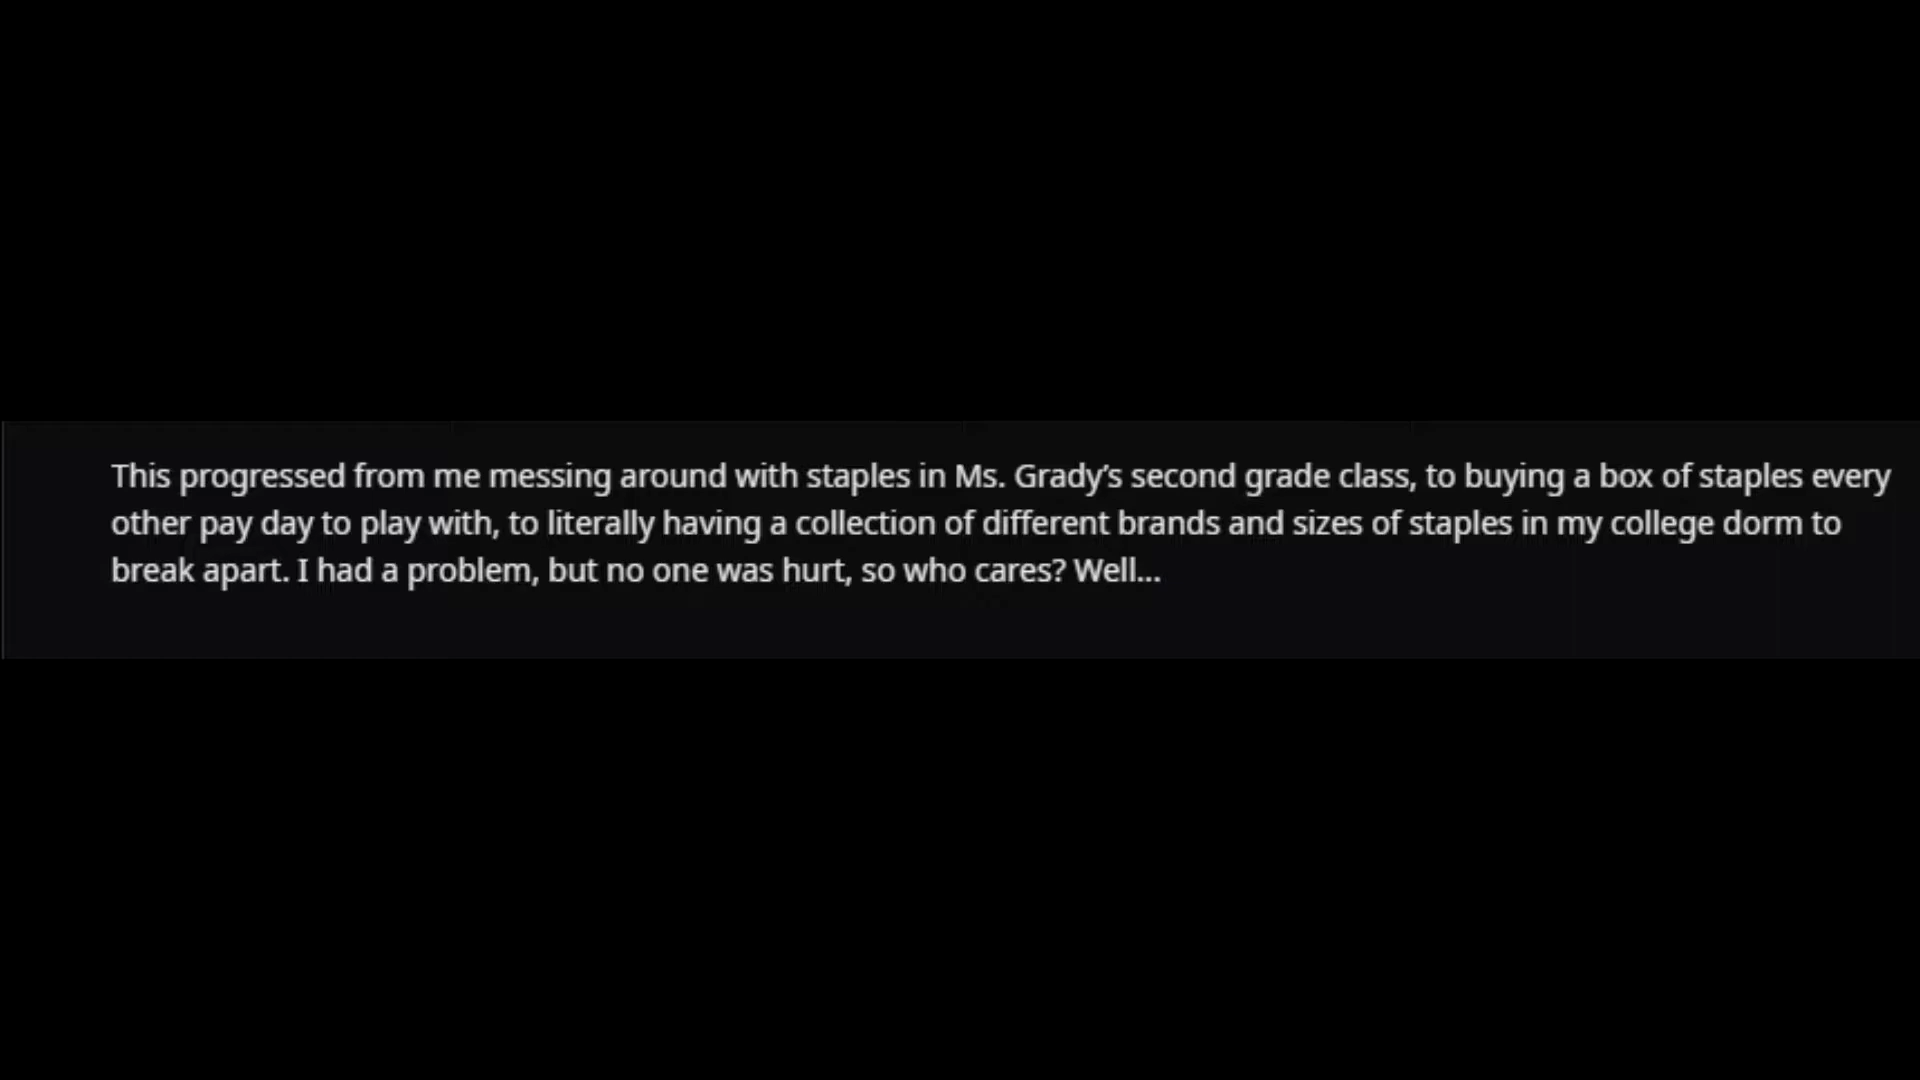 This progressed from me messing around with staples in Ms. Grady's second grade class, to buying a box of staples every
other pay day to play with, to literally having a collection of different brands and sizes of staples in my college dorm to
break apart. I had a problem, but no one was hurt, so who cares? Well...